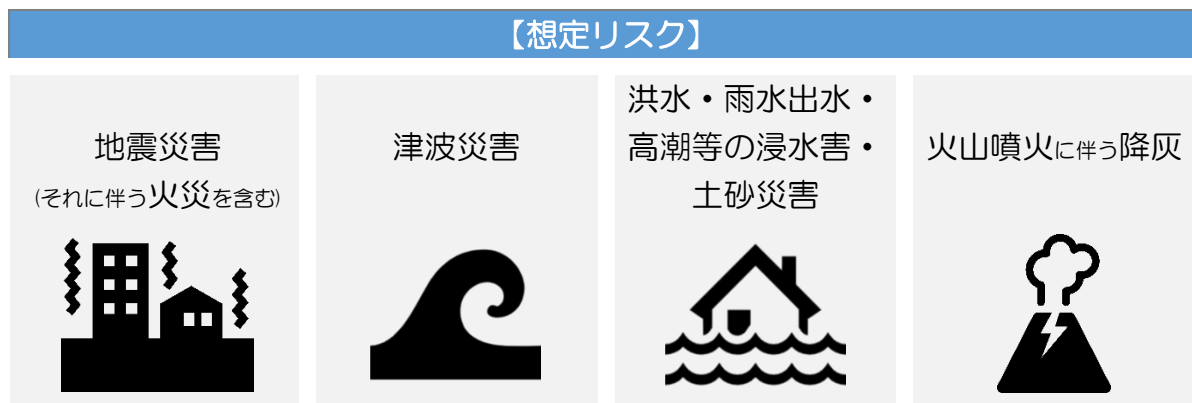 【想定リスク】
地震災害
(それに伴う火災を含む)
津波災害
洪水・雨水出水・
高潮等の浸水害・
土砂災害
火山噴火に伴う降灰